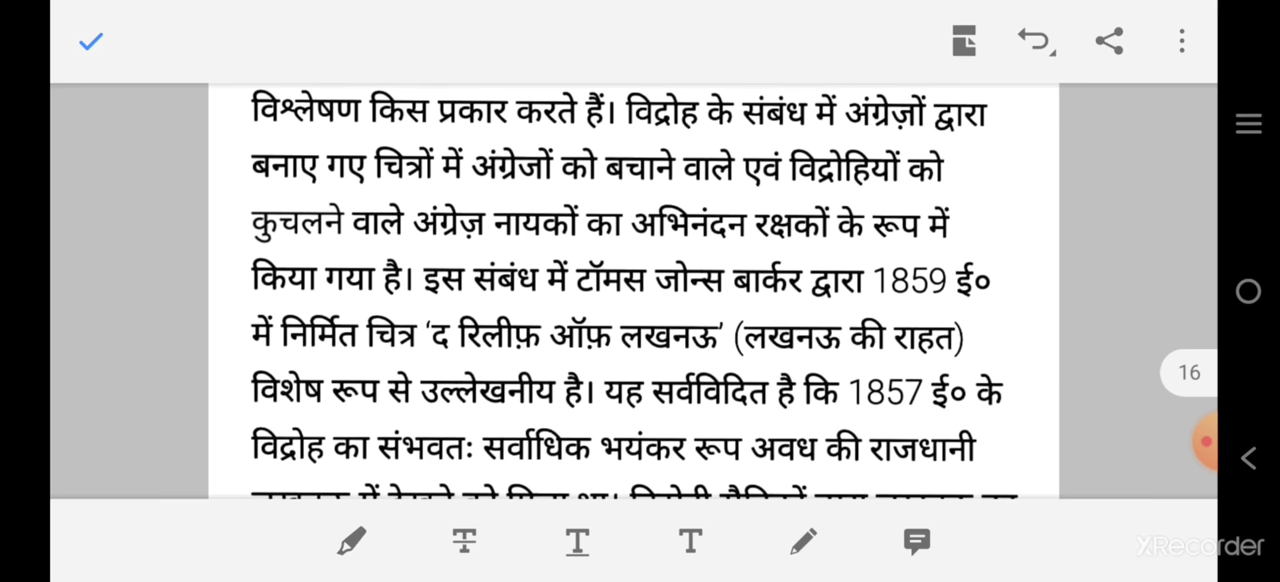 विश्लेषण किस प्रकार करते हैं। विद्रोह के संबंध में अंग्रेज़ों द्वारा
बनाए गए चित्रों में अंग्रेजों को बचाने वाले एवं विद्रोहियों को
कुचलने वाले अंग्रेज़ नायकों का अभिनंदन रक्षकों के रूप में
किया गया है। इस संबंध में टॉमस जोन्स बार्कर द्वारा 1859 ई०
में निर्मित चित्र ‘द रिलीफ़ ऑफ़ लखनऊ’ (लखनऊ की राहत)
विशेष रूप से उल्लेखनीय है। यह सर्वविदित है कि 1857 ई० के
विद्रोह का संभवतः सर्वाधिक भयंकर रूप अवध की राजधानी
16
XRecorder